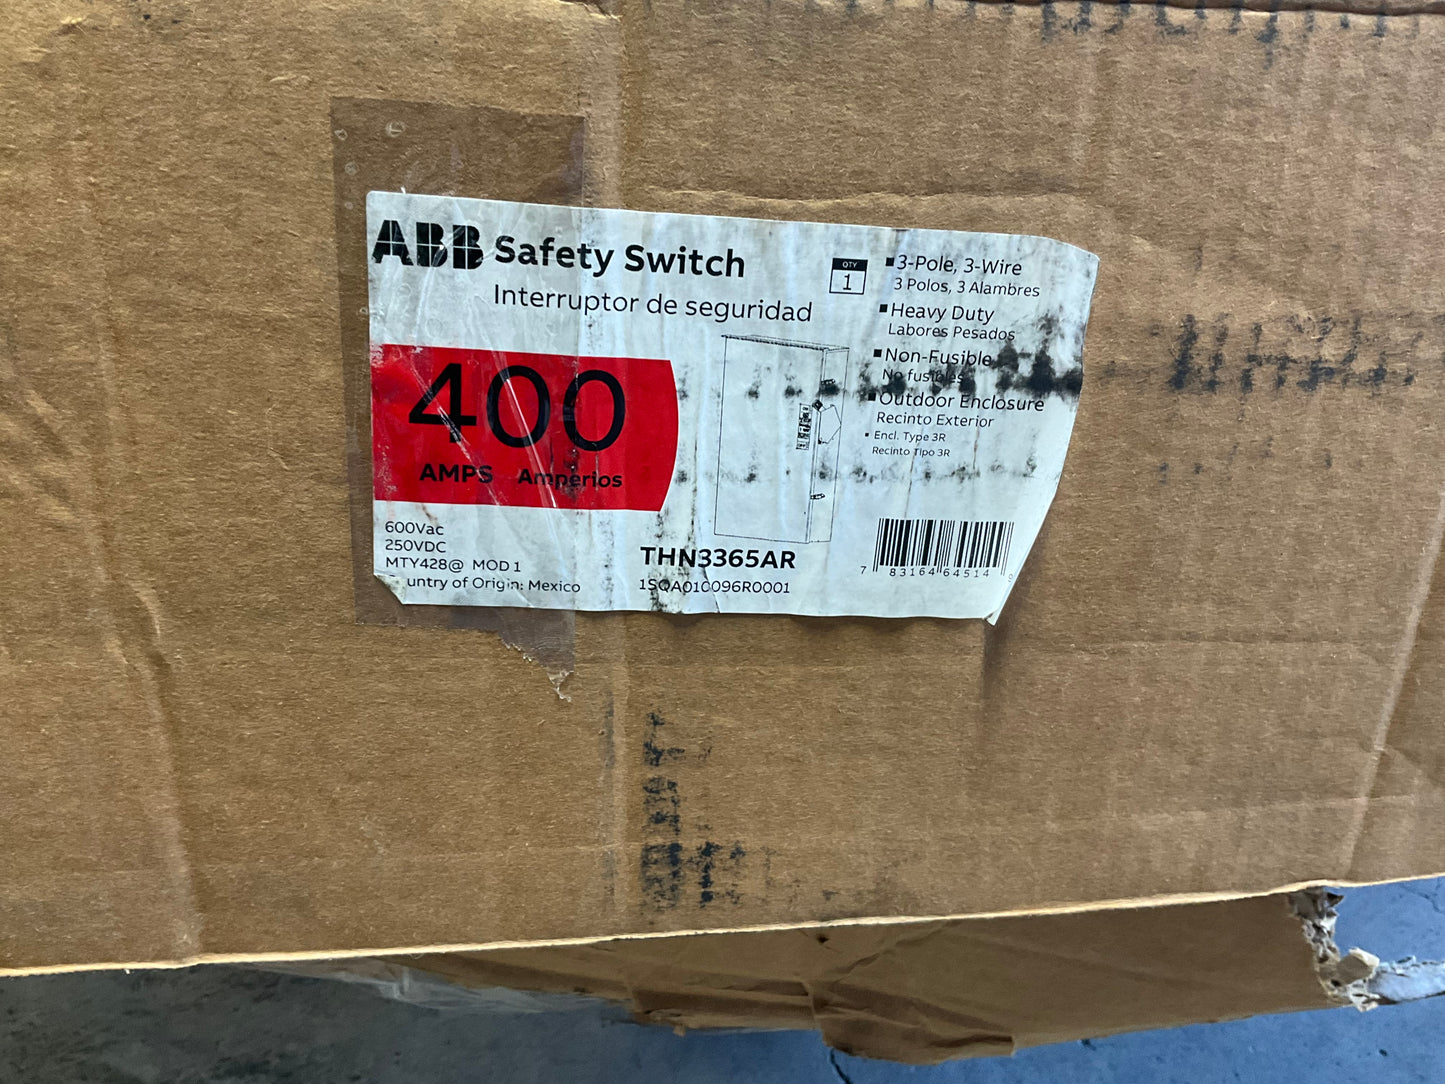 ABB Safety Switch
Interruptor de seguridad
QTY
1
3-Pole, 3-Wire
3 Polos, 3 Alambres
Heavy Duty
Labores Pesados
Non-Fusible
No fusibles
Outdoor Enclosure
Recinto Exterior
Encl. Type 3R
Recinto Tipo 3R
400
AMPS Amperios
600Vac
250VDC
MTY428@ MOD 1
untry of Origin: Mexico
THN3365AR
1SQA010096R0001
7 83164 64514 9